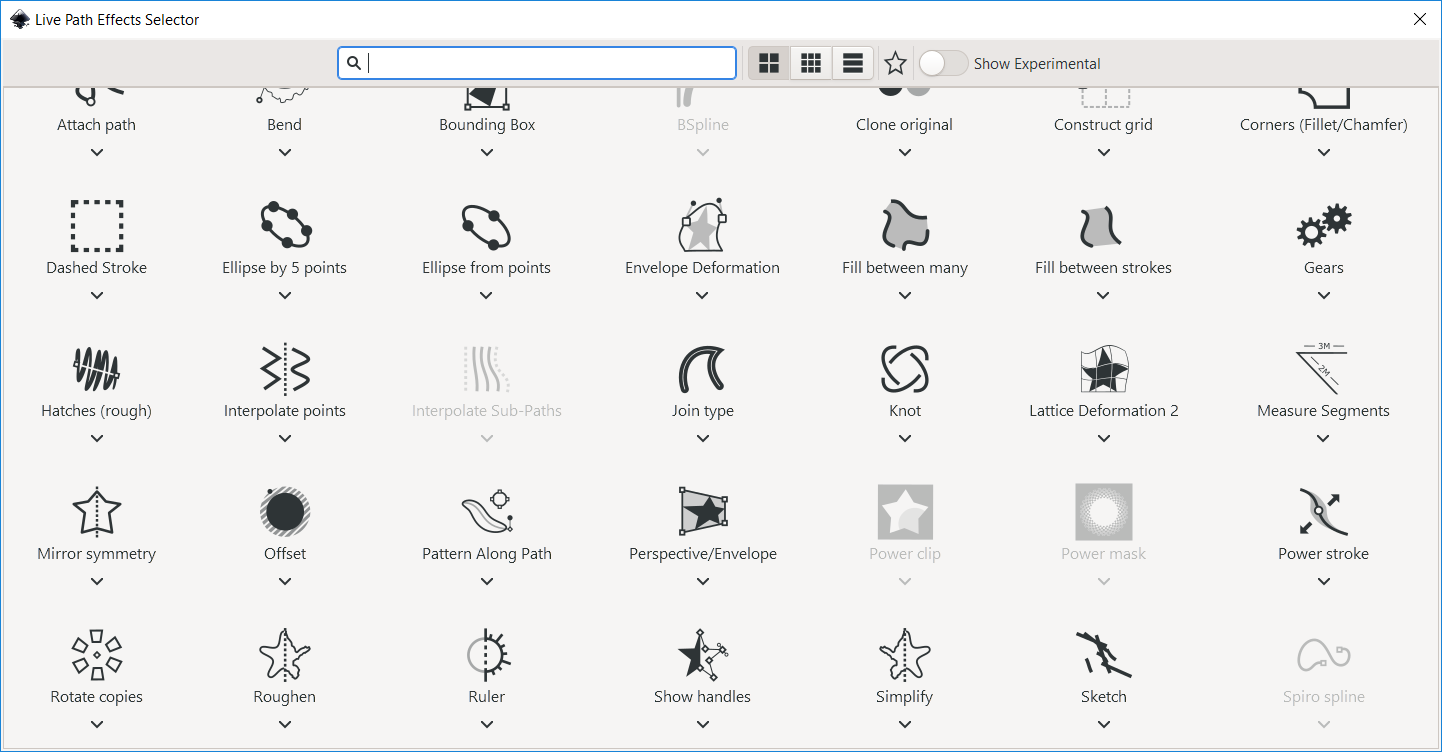 Live Path Effects Selector
Show Experimental
Attach path Bend Bounding Box BSpline Clone original Construct grid Corners (Fillet/Chamfer)
Dashed Stroke Ellipse by 5 points Ellipse from points Envelope Deformation Fill between many Fill between strokes Gears
3M
2M
Hatches (rough) Interpolate points Interpolate Sub-Paths Join type Knot Lattice Deformation 2 Measure Segments
Mirror symmetry Offset Pattern Along Path Perspective/Envelope Power clip Power mask Power stroke
Rotate copies Roughen Ruler Show handles Simplify Sketch Spiro spline